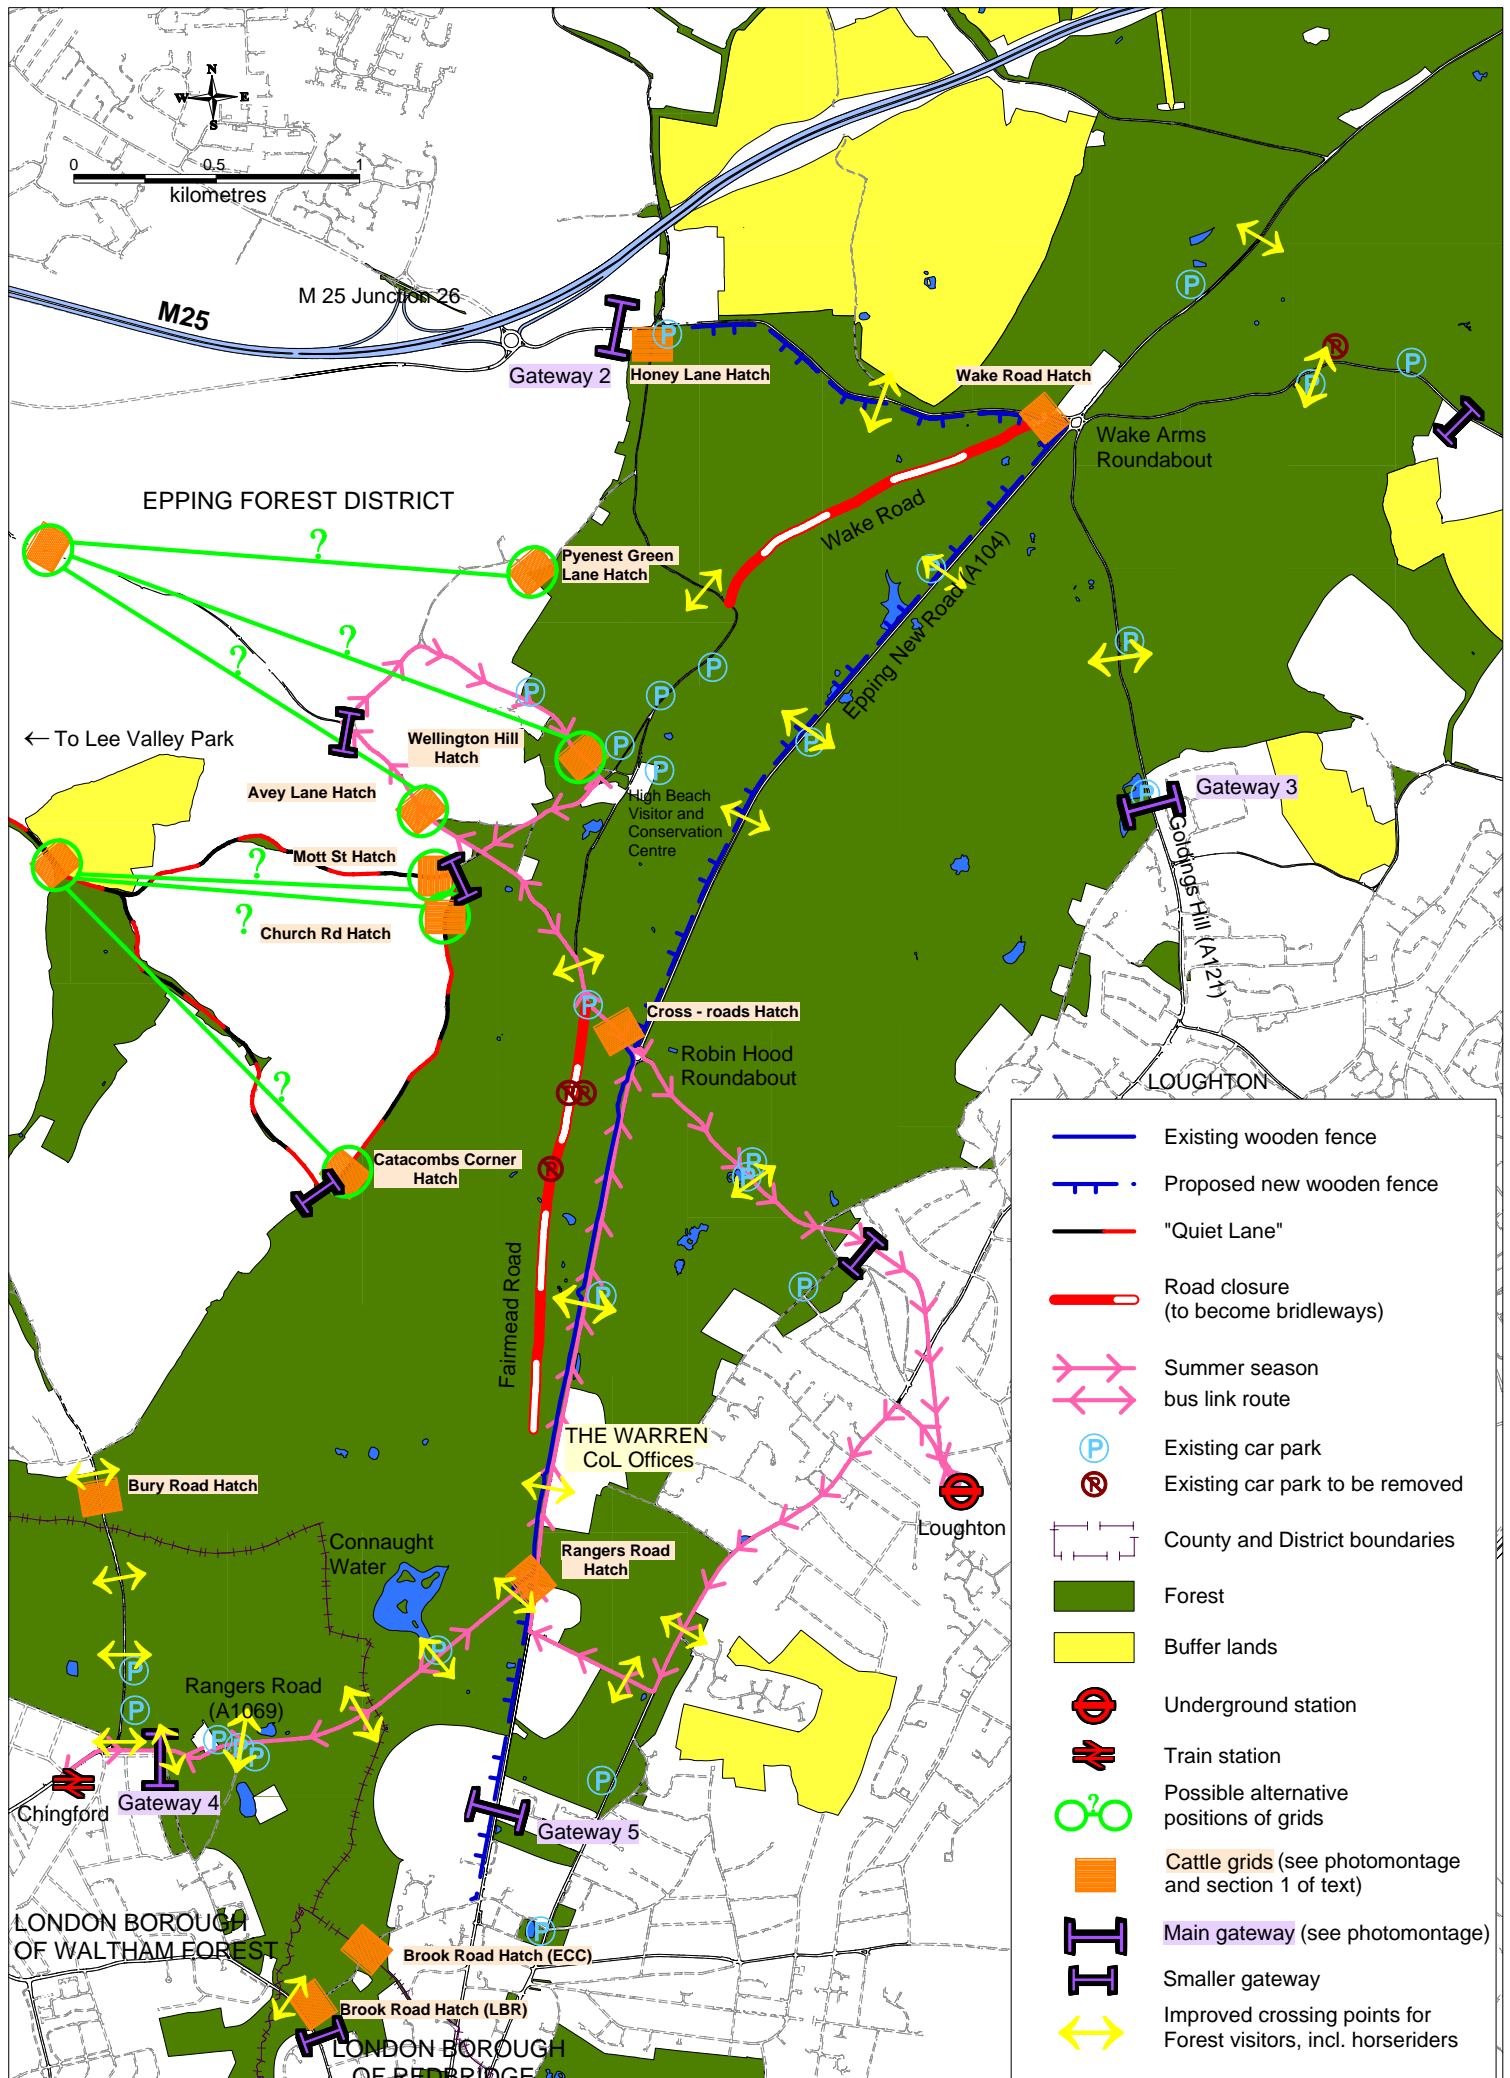 N
W E
S
0 0.5 1
kilometres
M 25 Junction 26
M25
Gateway 2
Honey Lane Hatch
Wake Road Hatch
Wake Arms
Roundabout
EPPING FOREST DISTRICT
Wake Road
Pyenest Green
Lane Hatch
?
?
?
Epping New Road (A104)
← To Lee Valley Park
Wellington Hill
Hatch
Avey Lane Hatch
High Beach
Visitor and
Conservation
Centre
Gateway 3
Goldings Hill (A121)
Mott St Hatch
?
?
Church Rd Hatch
Cross - roads Hatch
Robin Hood
Roundabout
LOUGHTON
?
Catacombs Corner
Hatch
Fairmead Road
THE WARREN
CoL Offices
Bury Road Hatch
Loughton
Connaught
Water
Rangers Road
Hatch
Rangers Road
(A1069)
Chingford
Gateway 4
Gateway 5
LONDON BOROUGH
OF WALTHAM FOREST
Brook Road Hatch (ECC)
Brook Road Hatch (LBR)
LONDON BOROUGH
OF REDBRIDGE
Existing wooden fence
Proposed new wooden fence
"Quiet Lane"
Road closure
(to become bridleways)
Summer season
bus link route
P Existing car park
P Existing car park to be removed
County and District boundaries
Forest
Buffer lands
Underground station
Train station
? Possible alternative
positions of grids
Cattle grids (see photomontage
and section 1 of text)
Main gateway (see photomontage)
Smaller gateway
Improved crossing points for
Forest visitors, incl. horseriders